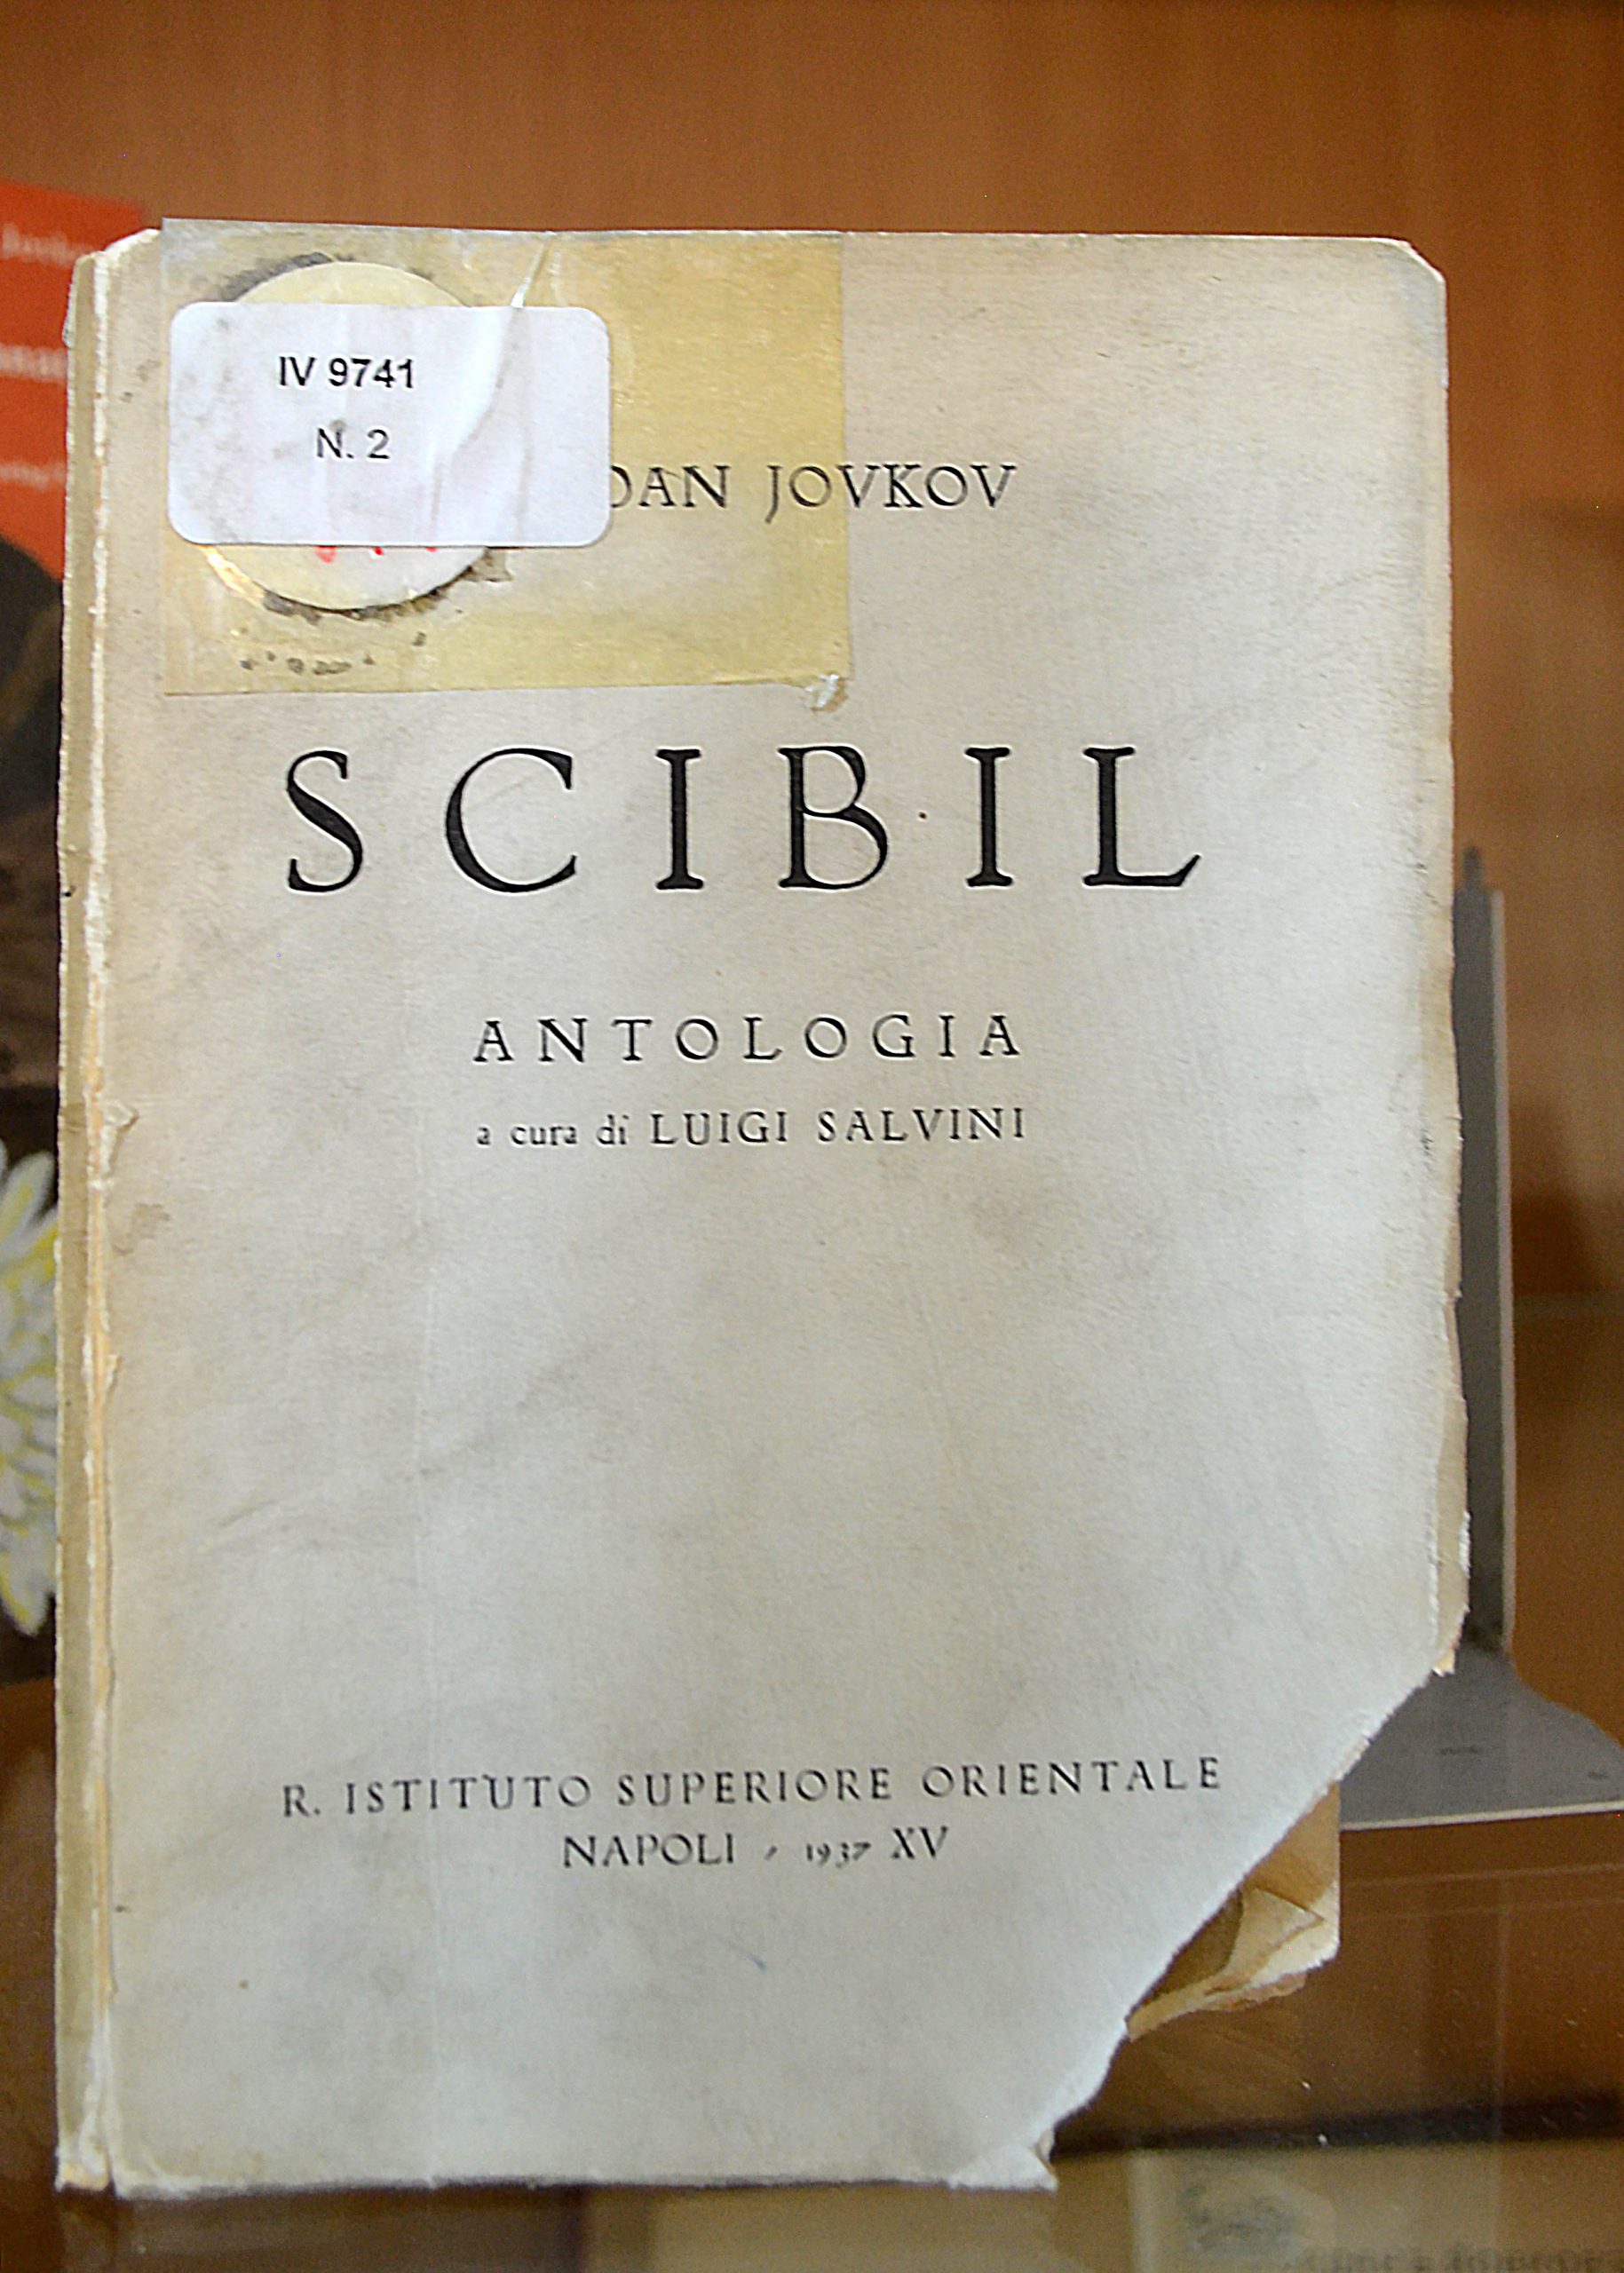 IV 9741
N. 2
DAN JOVKOV
SCIBIL
ANTOLOGIA
a cura di LUIGI SALVINI
R. ISTITUTO SUPERIORE ORIENTALE
NAPOLI - 1937 XV